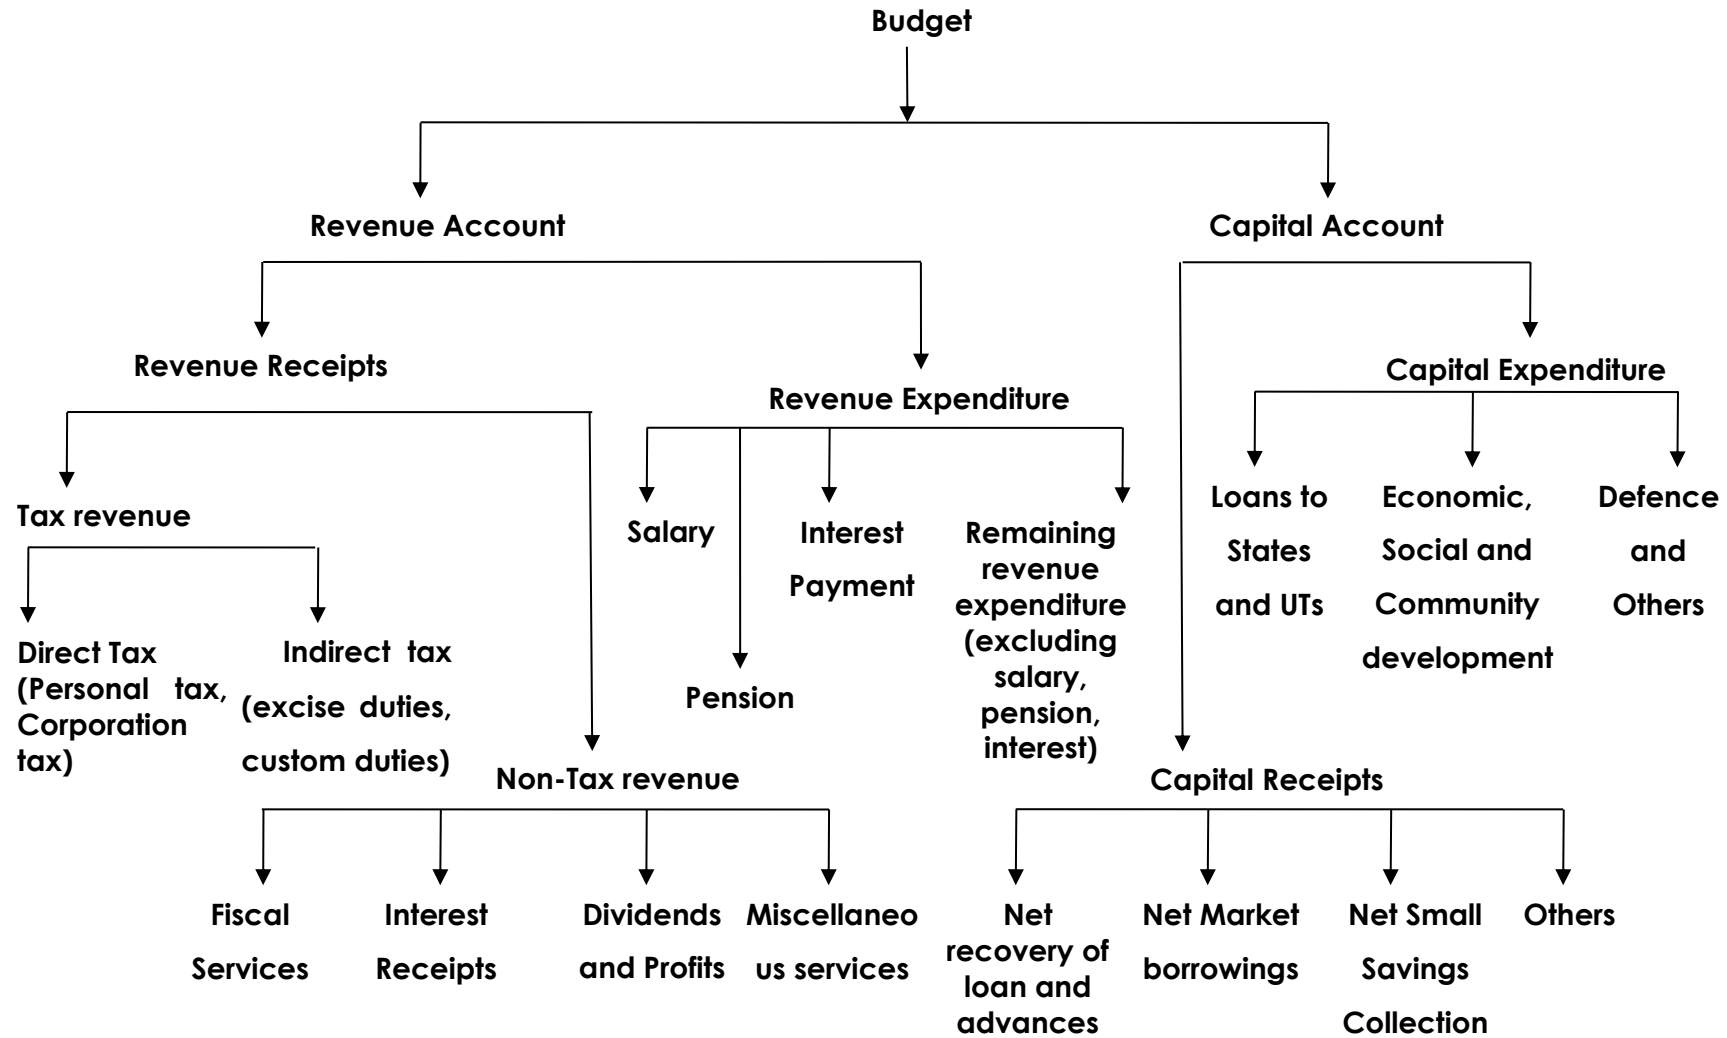 Budget
Revenue Account
Capital Account
Revenue Receipts
Capital Expenditure
Revenue Expenditure
Loans to
States
and UTs
Economic,
Social and
Community
development
Defence
and
Others
Tax revenue
Salary
Interest
Payment
Remaining
revenue
expenditure
(excluding
salary,
pension,
interest)
Pension
Direct Tax
(Personal tax,
Corporation
tax)
Indirect tax
(excise duties,
custom duties)
Non-Tax revenue
Capital Receipts
Fiscal
Services
Interest
Receipts
Dividends
and Profits
Miscellaneo
us services
Net
recovery of
loan and
advances
Net Market
borrowings
Net Small
Savings
Collection
Others